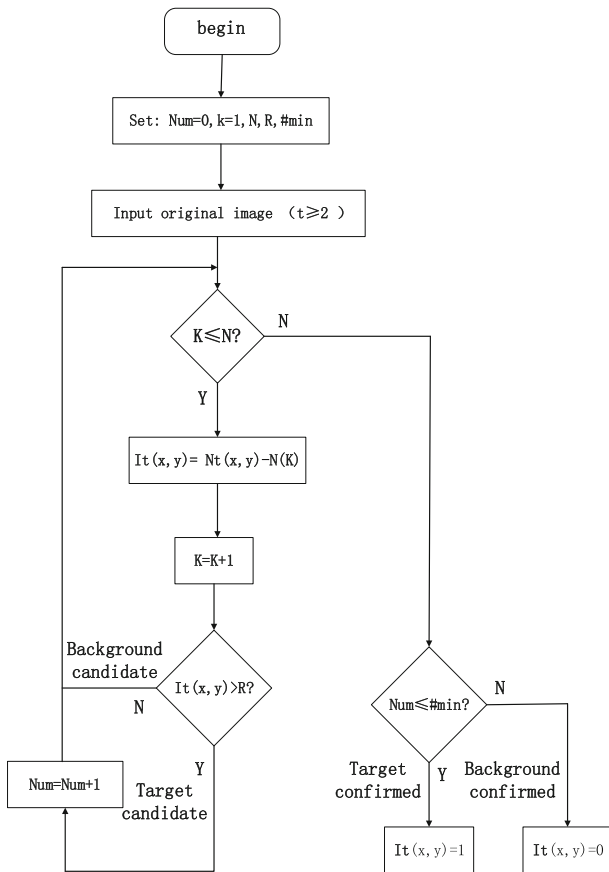 begin
Set: Num=0,k=1,N,R,#min
Input original image （t≥2 ）
K≤N?
N
Y
It(x,y)= Nt(x,y)-N(K)
K=K+1
Background
candidate
It(x,y)>R?
N
Y
Num=Num+1
Target
candidate
Num≤#min?
N
Y
Target
confirmed
Background
confirmed
It(x,y)=1
It(x,y)=0